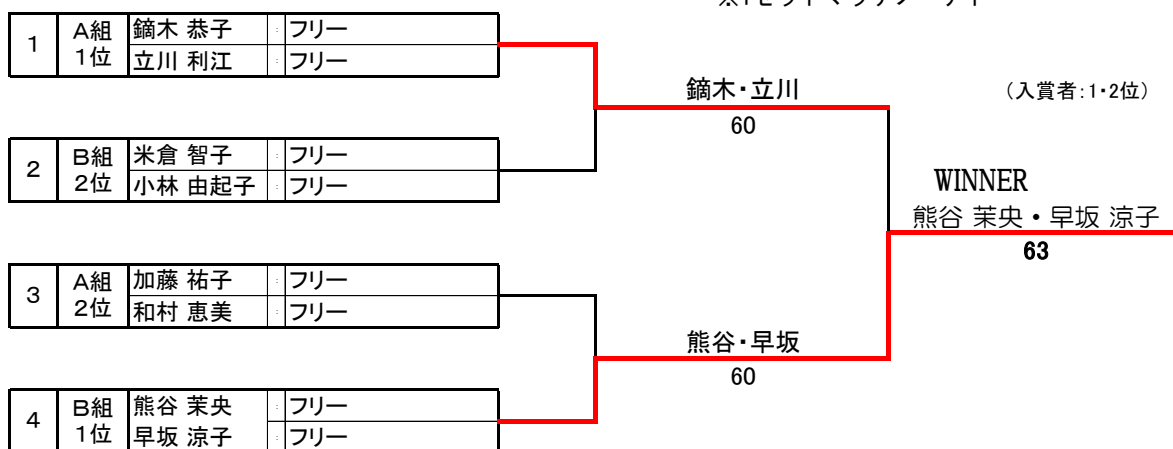 1 A組 1位 鏑木 恭子 : フリー
立川 利江 : フリー
鏑木・立川
60
(入賞者:1・2位)
2 B組 2位 米倉 智子 : フリー
小林 由起子 : フリー
WINNER
熊谷 茉央・早坂 涼子
63
3 A組 2位 加藤 祐子 : フリー
和村 恵美 : フリー
熊谷・早坂
60
4 B組 1位 熊谷 茉央 : フリー
早坂 涼子 : フリー